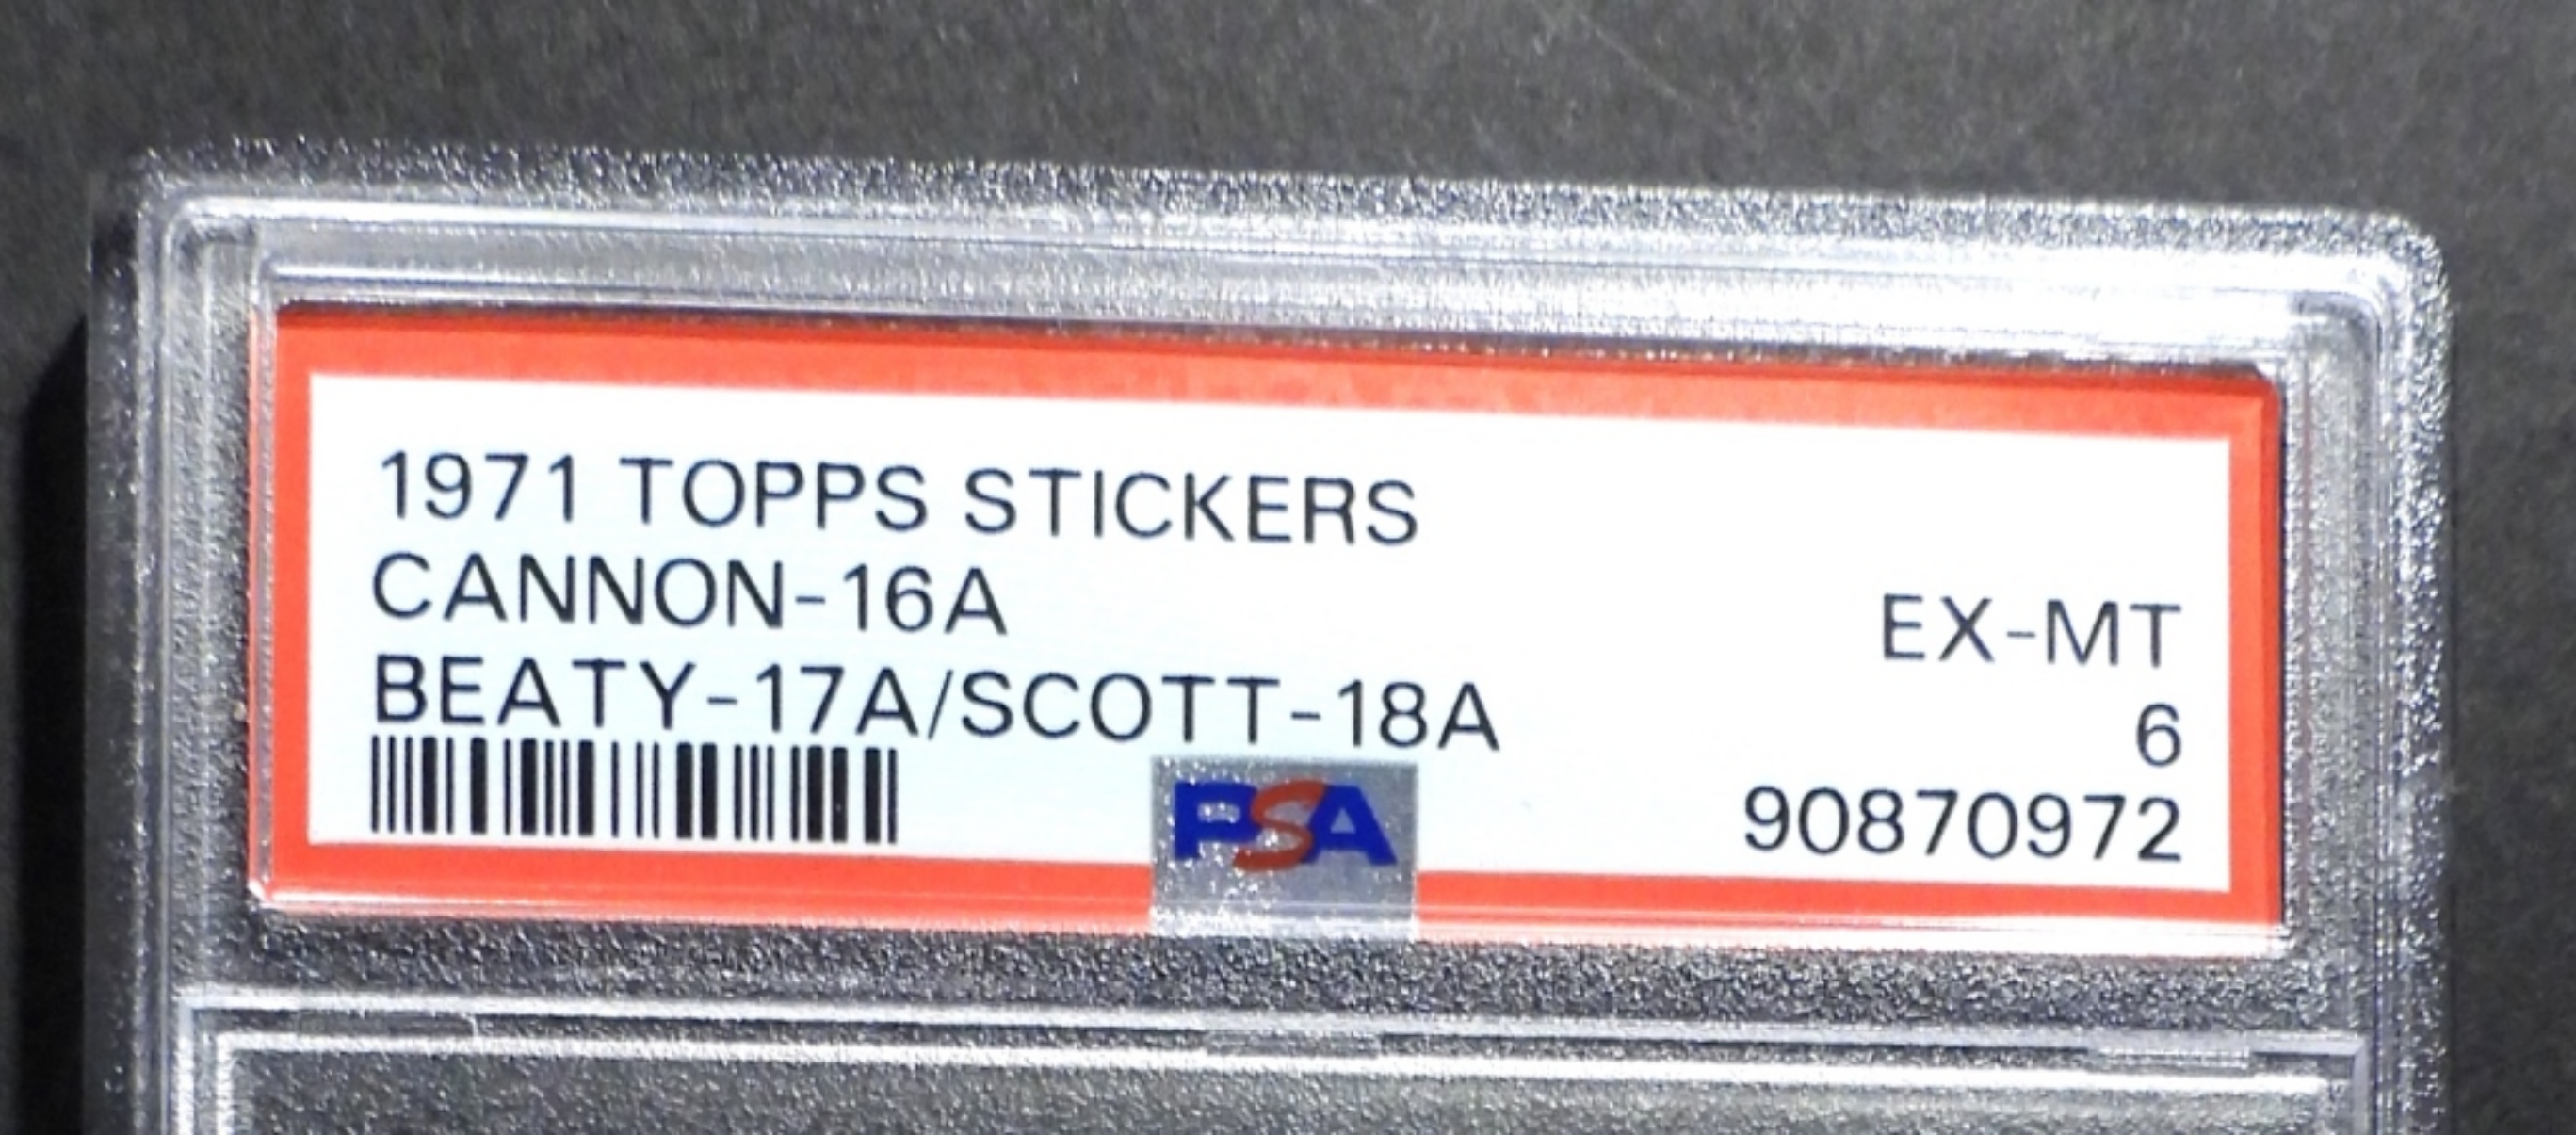 1971 TOPPS STICKERS
CANNON-16A
EX-MT
BEATY-17A/SCOTT-18A
6
PSA
90870972